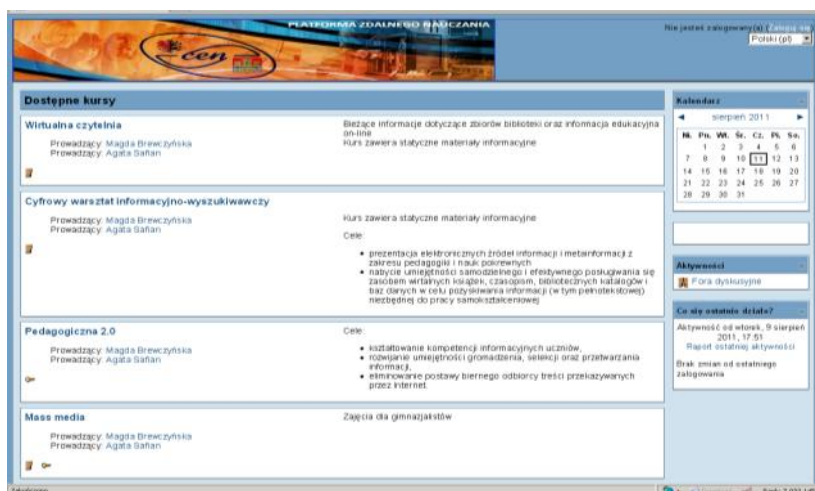 PLATFORMA ZDALNEGO NAUCZANIA
cen
Nie jesteś zalogowany(a) (Zaloguj się)
Polski (pl)
Dostępne kursy
Wirtualna czytelnia
Prowadzący: Magda Brewczyńska
Prowadzący: Agata Safian
Bieżące informacje dotyczące zbiorów biblioteki oraz informacja edukacyjna
on-line
Kurs zawiera statyczne materiały informacyjne
Cyfrowy warsztat informacyjno-wyszukiwawczy
Prowadzący: Magda Brewczyńska
Prowadzący: Agata Safian
Kurs zawiera statyczne materiały informacyjne
Cele:
prezentacja elektronicznych źródeł informacji i metainformacji z
zakresu pedagogiki i nauk pokrewnych
nabycie umiejętności samodzielnego i efektywnego posługiwania się
zasobem wirtalnych książek, czasopism, bibliotecznych katalogów i
baz danych w celu pozyskiwania informacji (w tym pełnotekstowej)
niezbędnej do pracy samokształceniowej
Pedagogiczna 2.0
Prowadzący: Magda Brewczyńska
Prowadzący: Agata Safian
Cele:
kształtowanie kompetencji informacyjnych uczniów,
rozwijanie umiejętności gromadzenia, selekcji oraz przetwarzania
informacji,
eliminowanie postawy biernego odbiorcy treści przekazywanych
przez Internet.
Mass media
Prowadzący: Magda Brewczyńska
Prowadzący: Agata Safian
Zajęcia dla gimnazjalistów
Kalendarz
sierpień 2011
Ni. Pn. Wt. Śr. Cz. Pt. So.
1 2 3 4 5 6
7 8 9 10 11 12 13
14 15 16 17 18 19 20
21 22 23 24 25 26 27
28 29 30 31
Aktywności
Fora dyskusyjne
Co się ostatnio działo?
Aktywność od wtorek, 9 sierpień
2011, 17:51
Raport ostatniej aktywności
Brak zmian od ostatniego
zalogowania